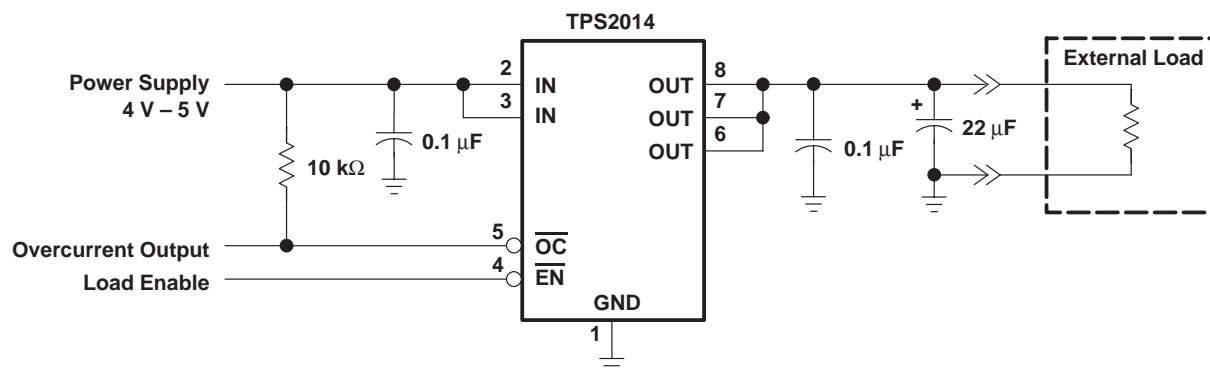 TPS2014
Power Supply
4 V – 5 V
2
IN
3
IN
0.1 μF
10 kΩ
Overcurrent Output
5
OC
Load Enable
4
EN
GND
1
OUT
8
OUT
7
OUT
6
0.1 μF
+
22 μF
External Load